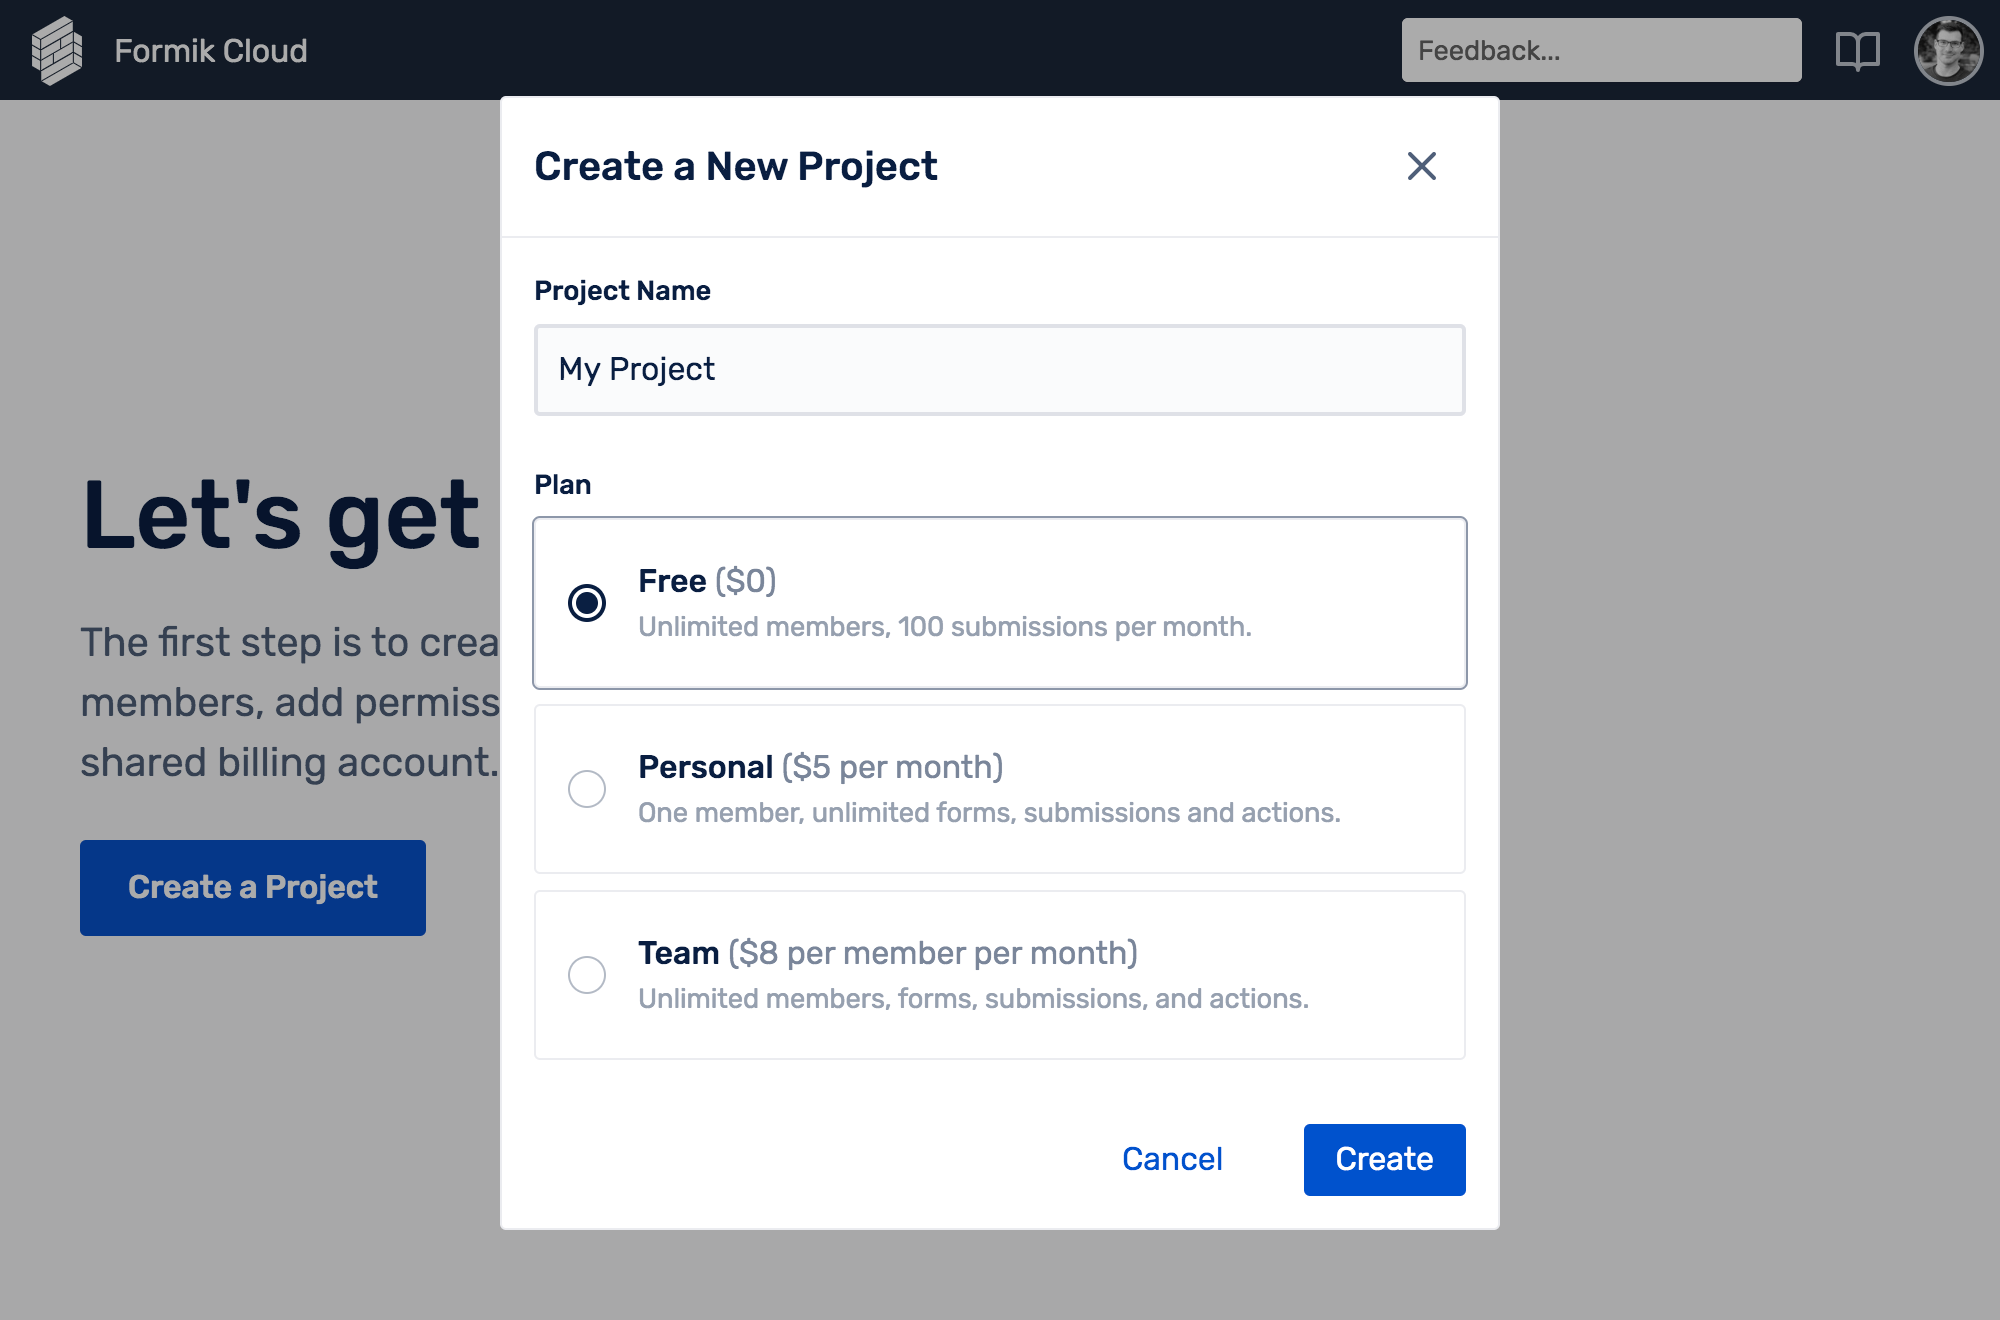 Formik Cloud
Feedback...
Create a New Project
Project Name
My Project
Plan
Free ($0)
Unlimited members, 100 submissions per month.
Personal ($5 per month)
One member, unlimited forms, submissions and actions.
Team ($8 per member per month)
Unlimited members, forms, submissions, and actions.
Cancel
Create
Let's get
The first step is to
members, add
shared billing account.
Create a Project